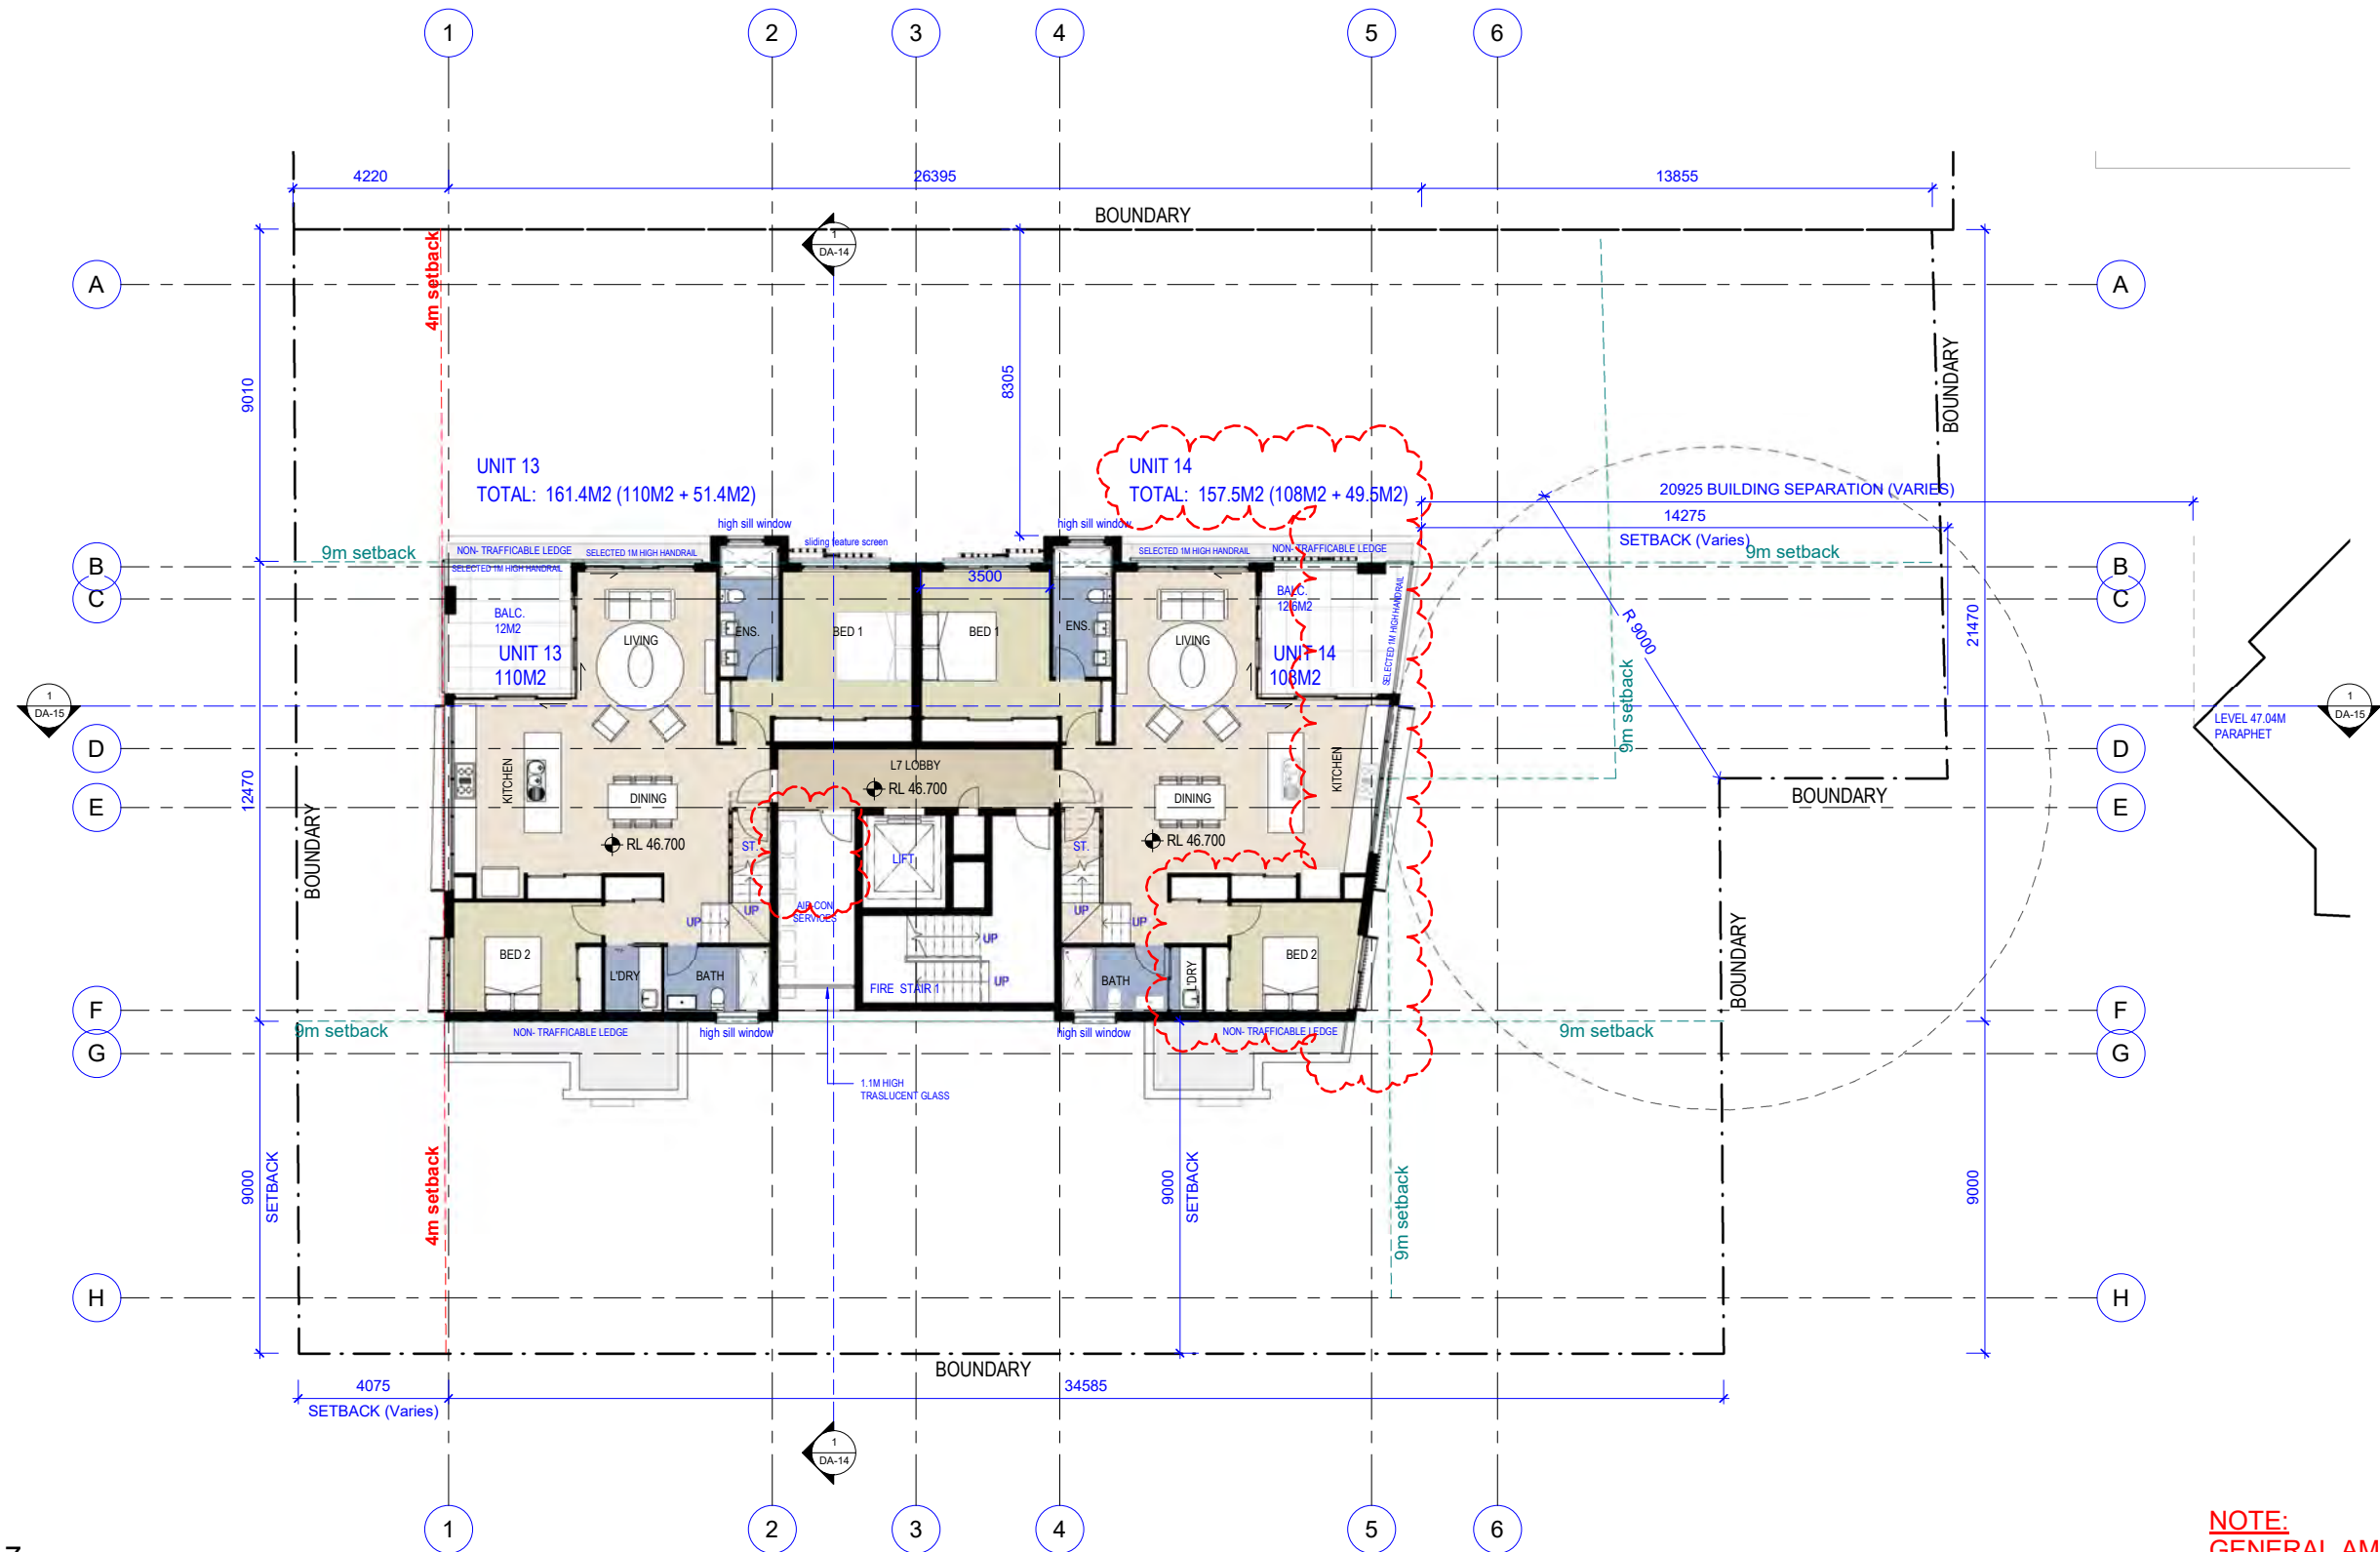 1
2
3
4
5
6
4220
26395
13855
BOUNDARY
4m setback
1
DA-14
A
A
9010
8305
BOUNDARY
UNIT 13
TOTAL: 161.4M2 (110M2 + 51.4M2)
UNIT 14
TOTAL: 157.5M2 (108M2 + 49.5M2)
20925 BUILDING SEPARATION (VARIES)
14275
SETBACK (Varies)
high sill window
sliding feature screen
high sill window
9m setback
NON- TRAFFICABLE LEDGE
SELECTED 1M HIGH HANDRAIL
SELECTED 1M HIGH HANDRAIL
NON- TRAFFICABLE LEDGE
9m setback
SELECTED 1M HIGH HANDRAIL
B
B
C
C
3500
BALC.
12M2
UNIT 13
110M2
LIVING
ENS.
BED 1
BED 1
ENS.
LIVING
BALC.
12.6M2
UNIT 14
108M2
SELECTED 1M HIGH HANDRAIL
R 9000
21470
9m setback
1
DA-15
1
DA-15
LEVEL 47.04M
PARAPHET
D
D
L7 LOBBY
RL 46.700
KITCHEN
DINING
DINING
KITCHEN
12470
BOUNDARY
E
E
BOUNDARY
RL 46.700
ST.
LIFT
ST.
RL 46.700
AIR-CON
SERVICES
UP
UP
UP
UP
UP
UP
BED 2
L'DRY
BATH
FIRE STAIR 1
BATH
L'DRY
BED 2
BOUNDARY
F
F
9m setback
NON- TRAFFICABLE LEDGE
high sill window
high sill window
NON- TRAFFICABLE LEDGE
9m setback
G
G
1.1M HIGH
TRASLUCENT GLASS
9000
SETBACK
4m setback
9000
SETBACK
9m setback
9000
H
H
BOUNDARY
4075
SETBACK (Varies)
34585
1
DA-14
1
2
3
4
5
6
NOTE:
GENERAL AM
7